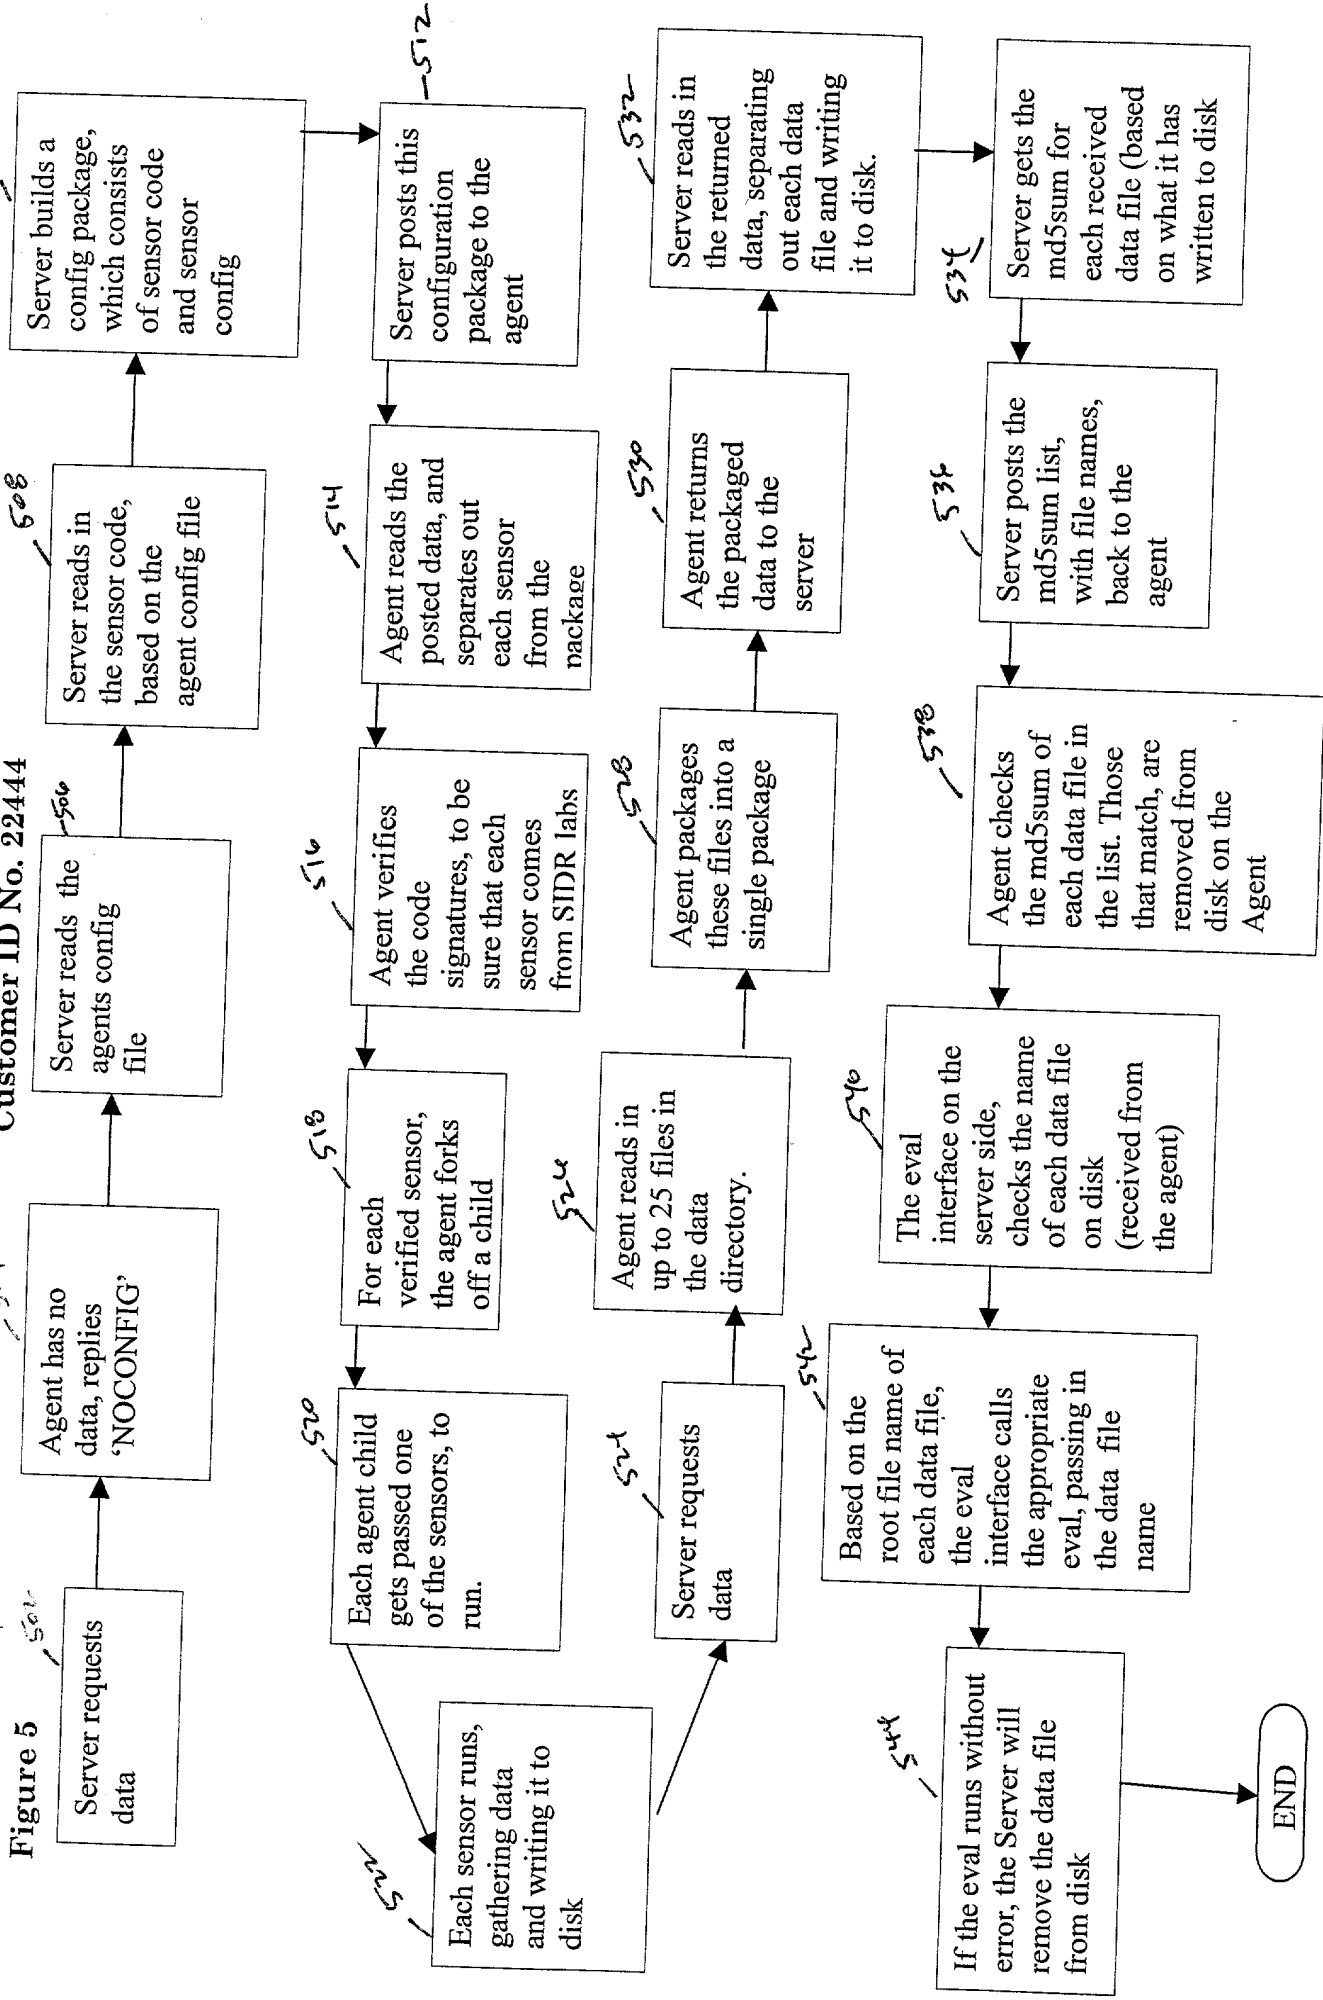 Customer ID No. 22444
Figure 5
502
Server requests
data
Agent has no
data, replies
‘NOCONFIG’
506
Server reads the
agents config
file
508
Server reads in
the sensor code,
based on the
agent config file
Server builds a
config package,
which consists
of sensor code
and sensor
config
512
Server posts this
configuration
package to the
agent
514
Agent reads the
posted data, and
separates out
each sensor
from the
package
516
Agent verifies
the code
signatures, to be
sure that each
sensor comes
from SIDR labs
518
For each
verified sensor,
the agent forks
off a child
520
Each agent child
gets passed one
of the sensors, to
run.
522
Each sensor runs,
gathering data
and writing it to
disk
524
Server requests
data
526
Agent reads in
up to 25 files in
the data
directory.
528
Agent packages
these files into a
single package
530
Agent returns
the packaged
data to the
server
532
Server reads in
the returned
data, separating
out each data
file and writing
it to disk.
534
Server gets the
md5sum for
each received
data file (based
on what it has
written to disk
536
Server posts the
md5sum list,
with file names,
back to the
agent
538
Agent checks
the md5sum of
each data file in
the list. Those
that match, are
removed from
disk on the
Agent
540
The eval
interface on the
server side,
checks the name
of each data file
on disk
(received from
the agent)
542
Based on the
root file name of
each data file,
the eval
interface calls
the appropriate
eval, passing in
the data file
name
544
If the eval runs without
error, the Server will
remove the data file
from disk
END